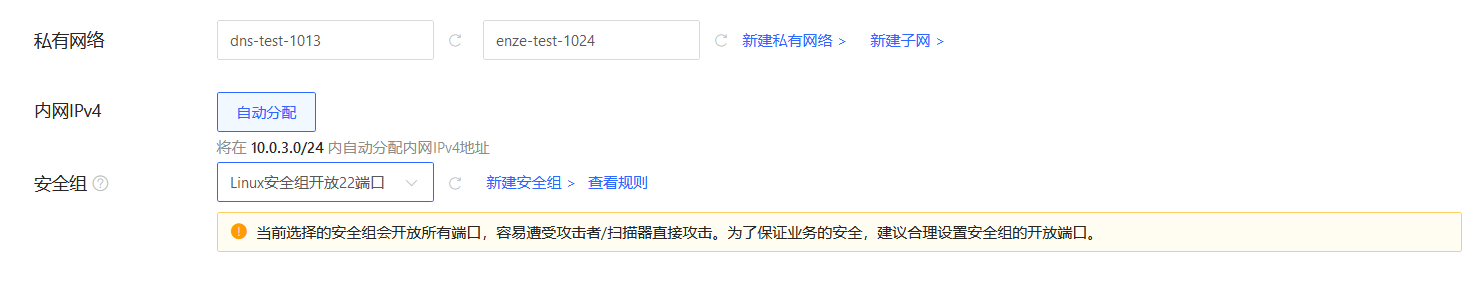 私有网络 dns-test-1013 enze-test-1024 新建私有网络 > 新建子网 >
内网IPv4 自动分配
将在 10.0.3.0/24 内自动分配内网IPv4地址
安全组 ? Linux安全组开放22端口 新建安全组 > 查看规则
当前选择的安全组会开放所有端口，容易遭受攻击者/扫描器直接攻击。为了保证业务的安全，建议合理设置安全组的开放端口。